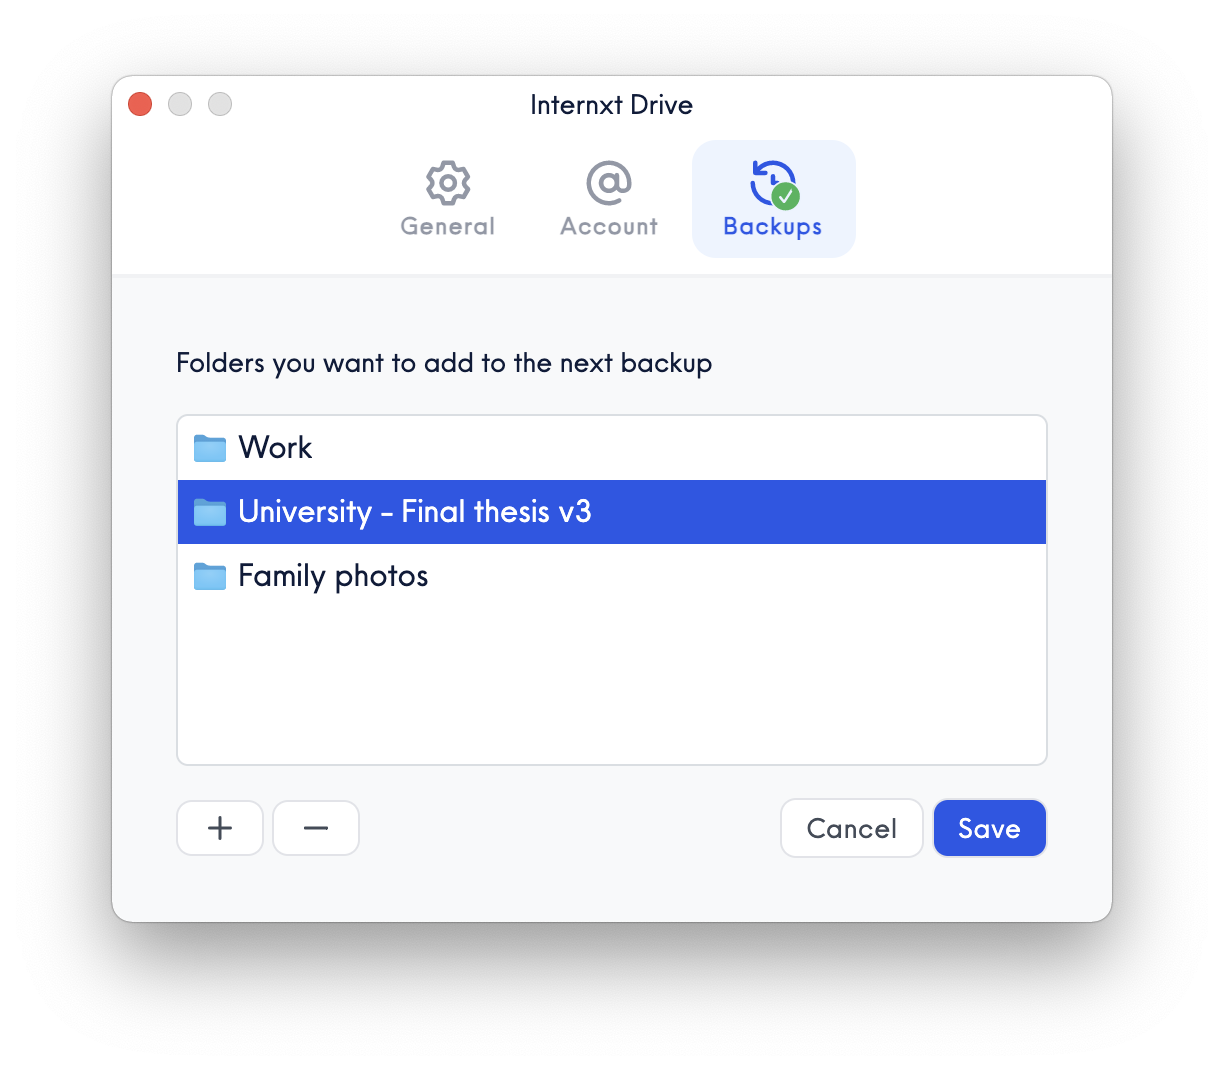 Internxt Drive
General
Account
Backups
Folders you want to add to the next backup
Work
University - Final thesis v3
Family photos
+
−
Cancel
Save